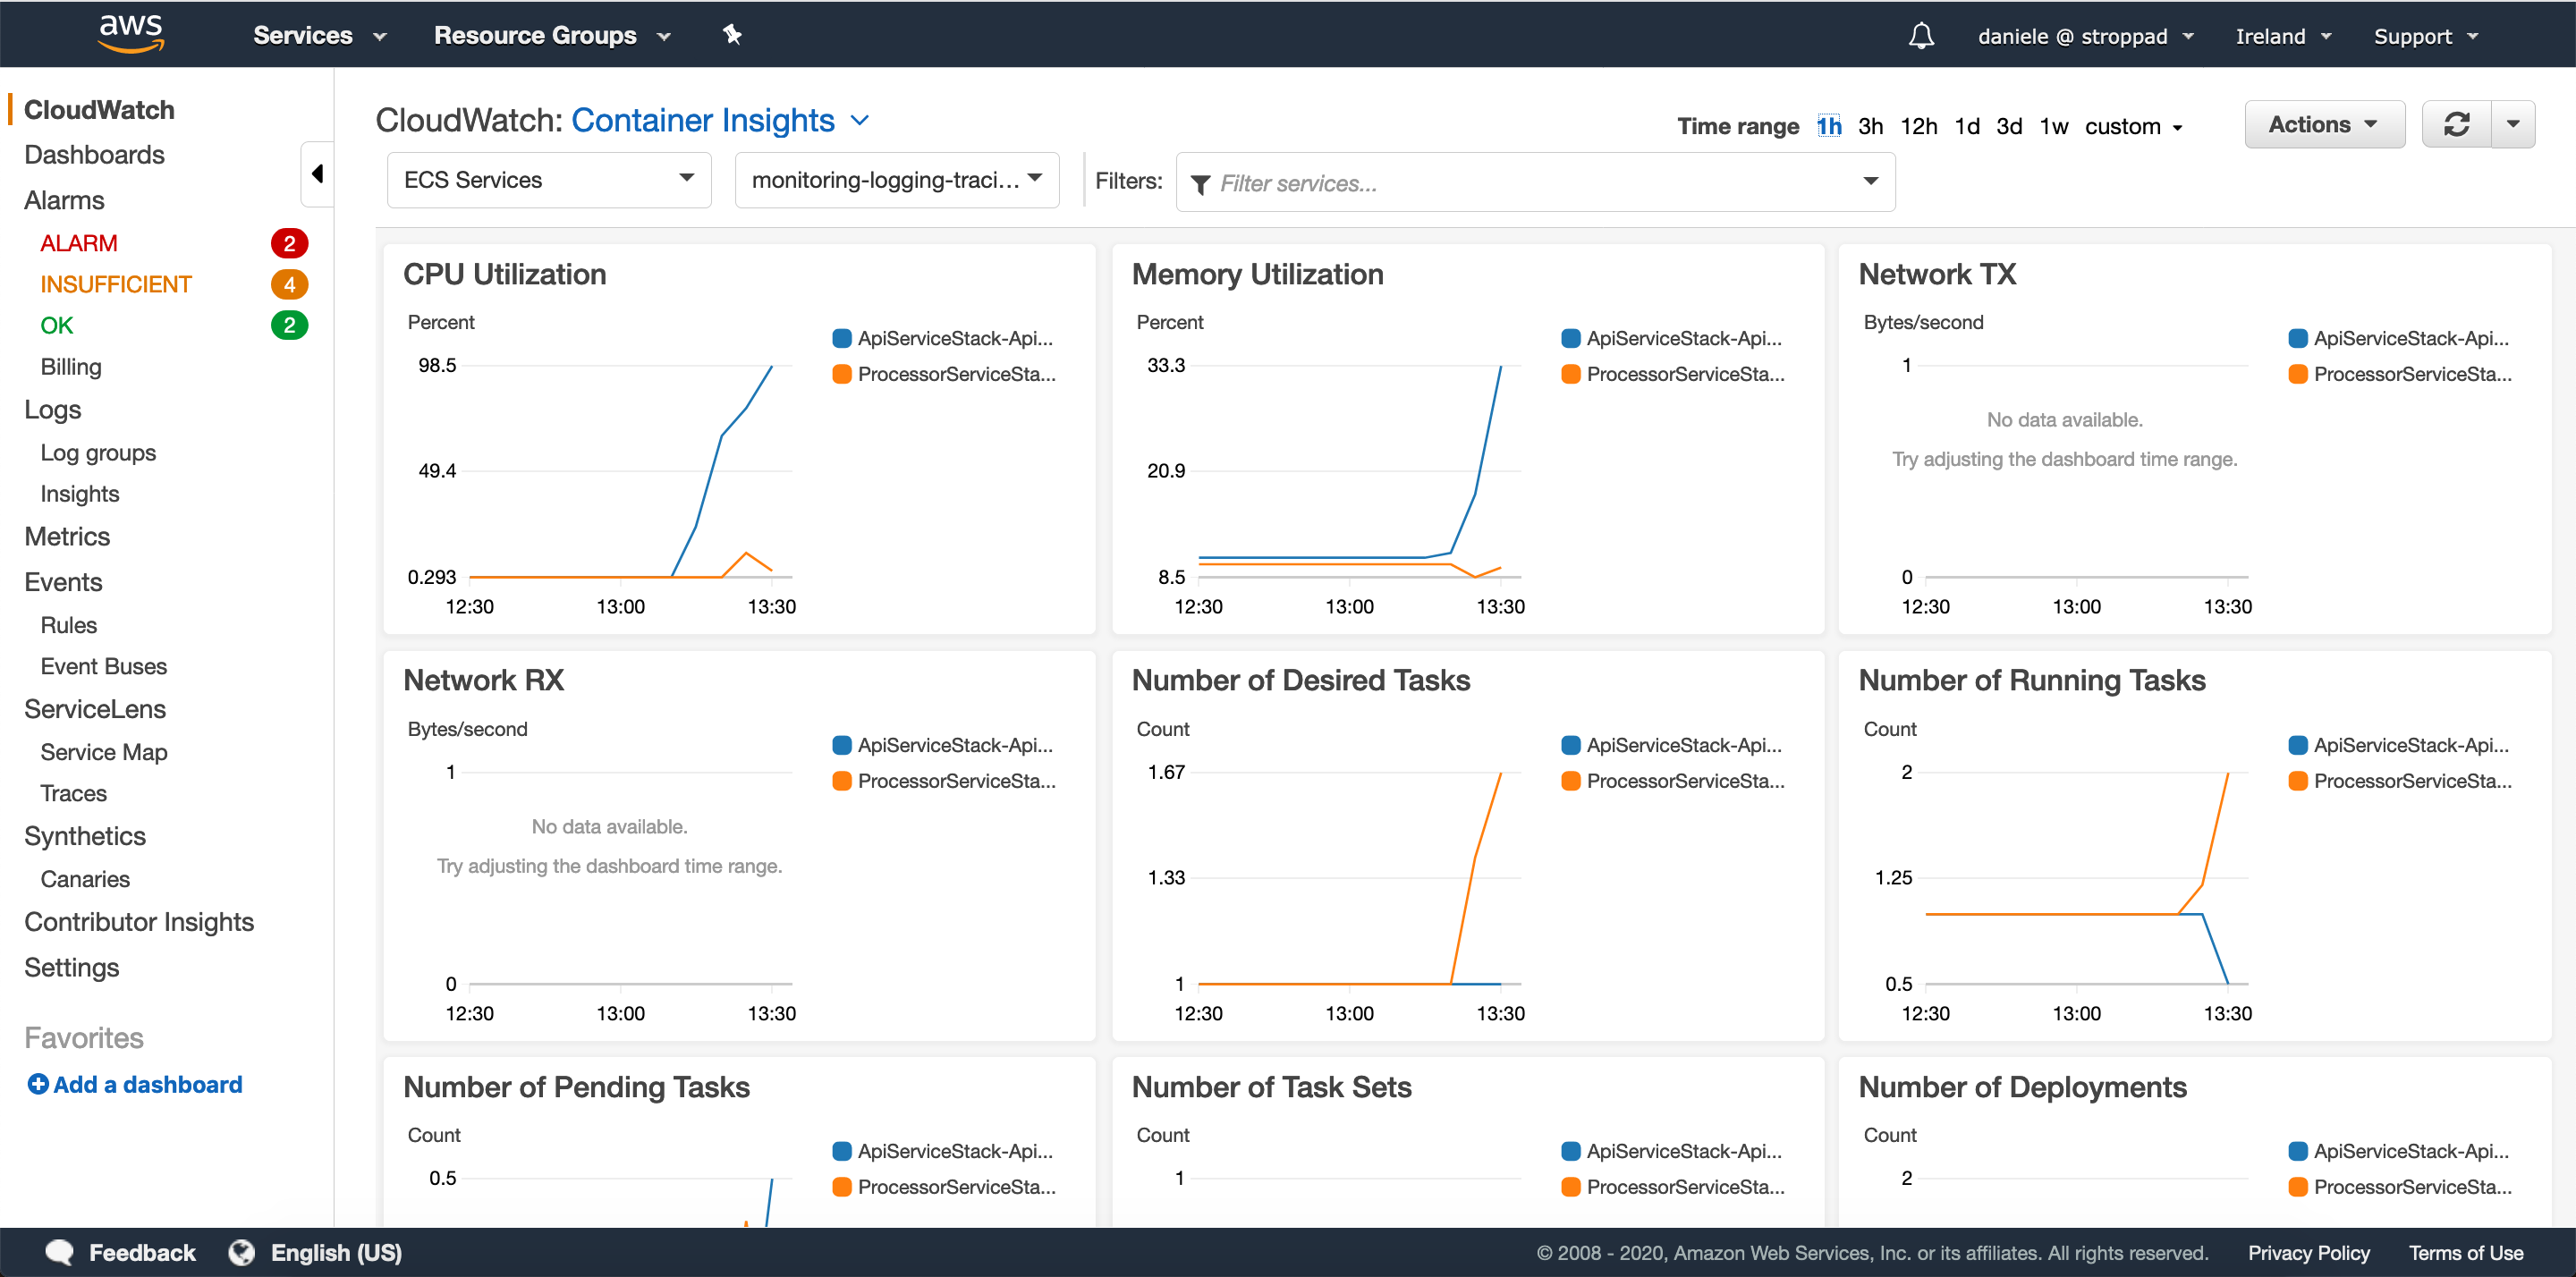 aws Services Resource Groups daniele @ stroppad Ireland Support
CloudWatch
Dashboards
Alarms
ALARM 2
INSUFFICIENT 4
OK 2
Billing
Logs
Log groups
Insights
Metrics
Events
Rules
Event Buses
ServiceLens
Service Map
Traces
Synthetics
Canaries
Contributor Insights
Settings
Favorites
Add a dashboard
CloudWatch: Container Insights
Time range 1h 3h 12h 1d 3d 1w custom Actions
ECS Services monitoring-logging-traci... Filters: Filter services...
CPU Utilization
Percent
98.5
49.4
0.293
12:30 13:00 13:30
ApiServiceStack-Api...
ProcessorServiceSta...
Memory Utilization
Percent
33.3
20.9
8.5
12:30 13:00 13:30
ApiServiceStack-Api...
ProcessorServiceSta...
Network TX
Bytes/second
1
No data available.
Try adjusting the dashboard time range.
0
12:30 13:00 13:30
ApiServiceStack-Api...
ProcessorServiceSta...
Network RX
Bytes/second
1
No data available.
Try adjusting the dashboard time range.
0
12:30 13:00 13:30
ApiServiceStack-Api...
ProcessorServiceSta...
Number of Desired Tasks
Count
1.67
1.33
1
12:30 13:00 13:30
ApiServiceStack-Api...
ProcessorServiceSta...
Number of Running Tasks
Count
2
1.25
0.5
12:30 13:00 13:30
ApiServiceStack-Api...
ProcessorServiceSta...
Number of Pending Tasks
Count
0.5
ApiServiceStack-Api...
ProcessorServiceSta...
Number of Task Sets
Count
1
ApiServiceStack-Api...
ProcessorServiceSta...
Number of Deployments
Count
2
ApiServiceStack-Api...
ProcessorServiceSta...
Feedback English (US) © 2008 - 2020, Amazon Web Services, Inc. or its affiliates. All rights reserved. Privacy Policy Terms of Use